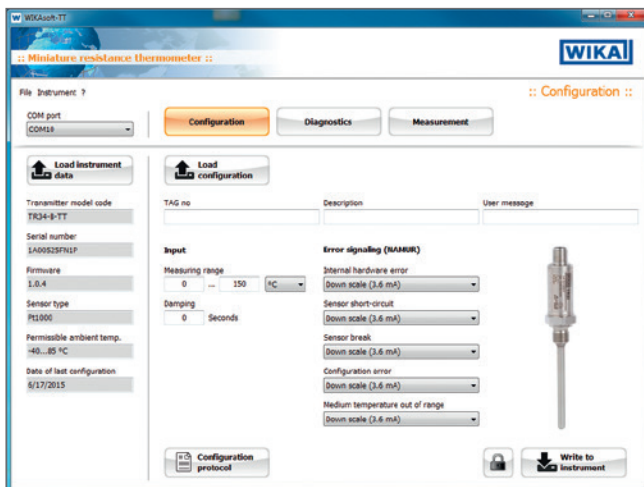 WIKAsoft-TT
:: Miniature resistance thermometer ::
WIKA
File Instrument ?
:: Configuration ::
COM port
COM10
Configuration
Diagnostics
Measurement
Load instrument
data
Load
configuration
Transmitter model code
TR34-B-TT
Serial number
1A00525FN1P
Firmware
1.0.4
Sensor type
Pt1000
Permissible ambient temp.
-40...85 °C
Date of last configuration
6/17/2015
TAG no
Description
User message
Input
Measuring range
0 ... 150 °C
Damping
0 Seconds
Error signaling (NAMUR)
Internal hardware error
Down scale (3.6 mA)
Sensor short-circuit
Down scale (3.6 mA)
Sensor break
Down scale (3.6 mA)
Configuration error
Down scale (3.6 mA)
Medium temperature out of range
Down scale (3.6 mA)
Configuration
protocol
Write to
instrument